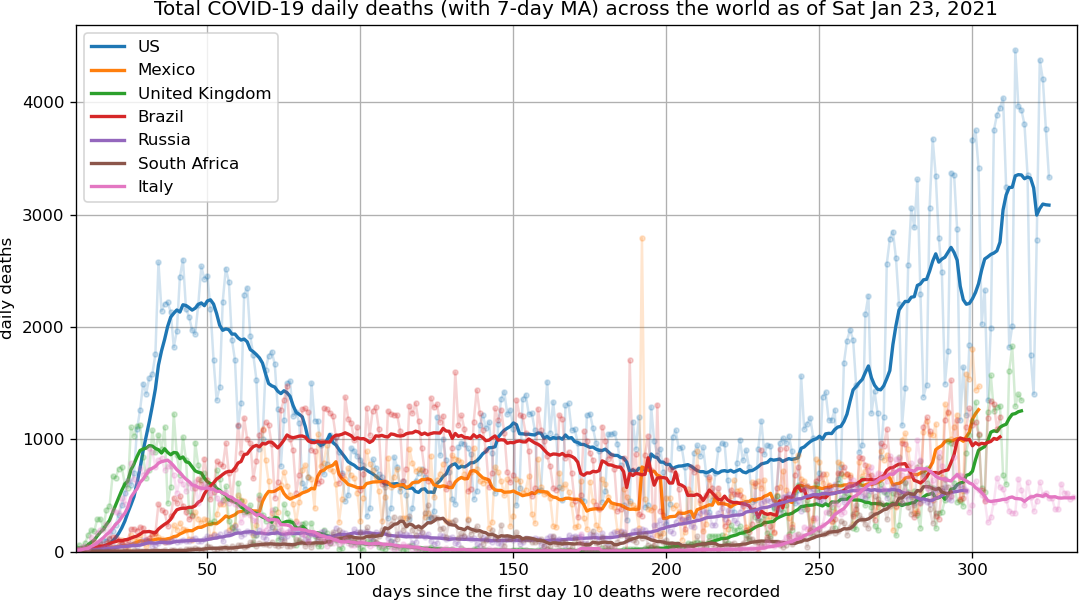 Total COVID-19 daily deaths (with 7-day MA) across the world as of Sat Jan 23, 2021
US
Mexico
United Kingdom
Brazil
Russia
South Africa
Italy
4000
3000
2000
1000
0
daily deaths
50 100 150 200 250 300
days since the first day 10 deaths were recorded